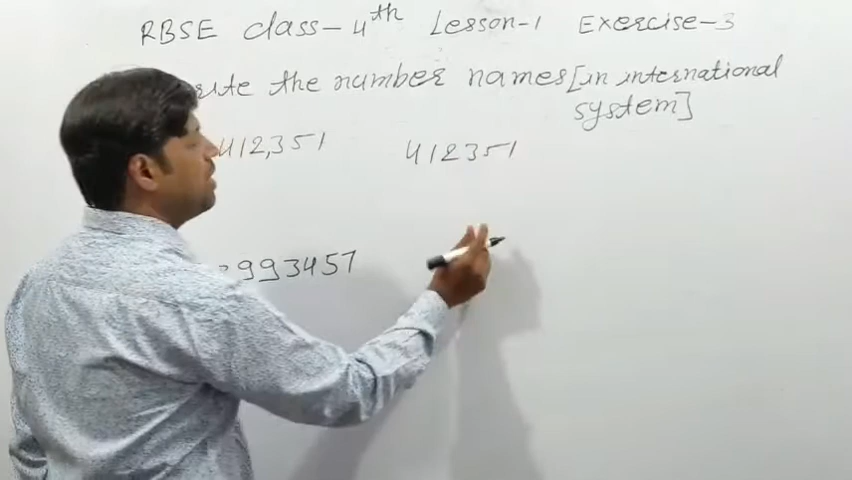 RBSE class-4th Lesson-1 Exercise-3
the number names [in international
system]
412,351 412351
993457